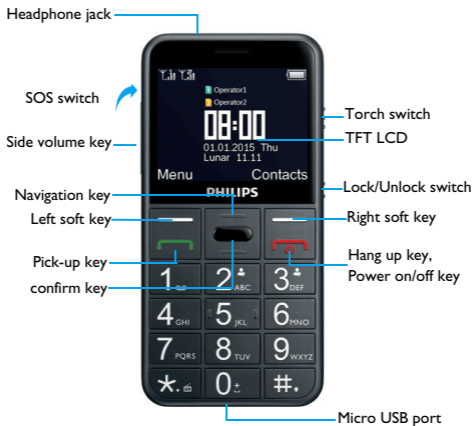 Headphone jack
SOS switch
Side volume key
Navigation key
Left soft key
Pick-up key
confirm key
Operator1
Operator2
08:00
01.01.2015 Thu
Lunar 11.11
Menu Contacts
PHILIPS
Torch switch
TFT LCD
Lock/Unlock switch
Right soft key
Hang up key,
Power on/off key
1
2 ABC
3 DEF
4 GHI
5 JKL
6 MNO
7 PQRS
8 TUV
9 WXYZ
*.
0
#.
Micro USB port